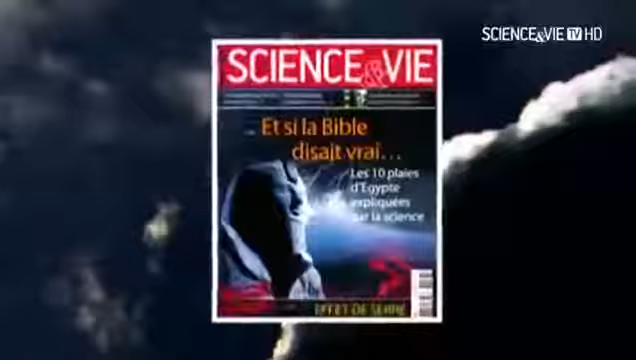 SCIENCE&VIE TV HD
SCIENCE&VIE
Et si la Bible
disait vrai...
Les 10 plaies
d'Egypte
expliquées
par la science
EFFET DE SERRE